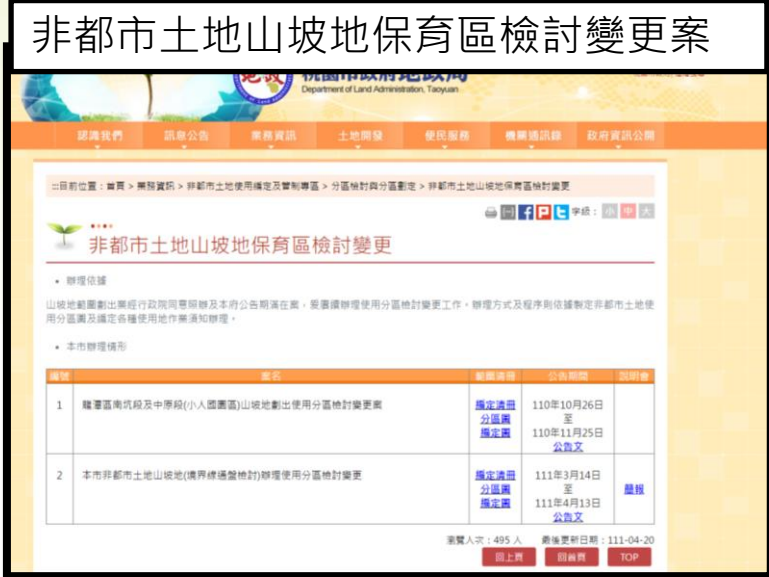 非都市土地山坡地保育區檢討變更案
桃園市政府地政局
Department of Land Administration, Taoyuan
認識我們 訊息公告 業務資訊 土地開發 便民服務 機關通訊錄 政府資訊公開
:::目前位置：首頁 > 業務資訊 > 非都市土地使用編定及管制專區 > 分區檢討與分區劃定 > 非都市土地山坡地保育區檢討變更
字級： 小 中 大
非都市土地山坡地保育區檢討變更
• 辦理依據
山坡地範圍劃出業經行政院同意照辦及本府公告期滿在案，爰賡續辦理使用分區檢討變更工作。辦理方式及程序則依據製定非都市土地使
用分區圖及編定各種使用地作業須知辦理。
• 本市辦理情形
編號 案名 範圍清冊 公告期間 說明會
1 龍潭區南坑段及中原段(小人國園區)山坡地劃出使用分區檢討變更案 編定清冊 110年10月26日
分區圖 至
編定圖 110年11月25日
公告文
2 本市非都市土地山坡地(境界線通盤檢討)辦理使用分區檢討變更 編定清冊 111年3月14日
分區圖 至 簡報
編定圖 111年4月13日
公告文
瀏覽人次：495 人 最後更新日期：111-04-20
回上頁 回首頁 TOP